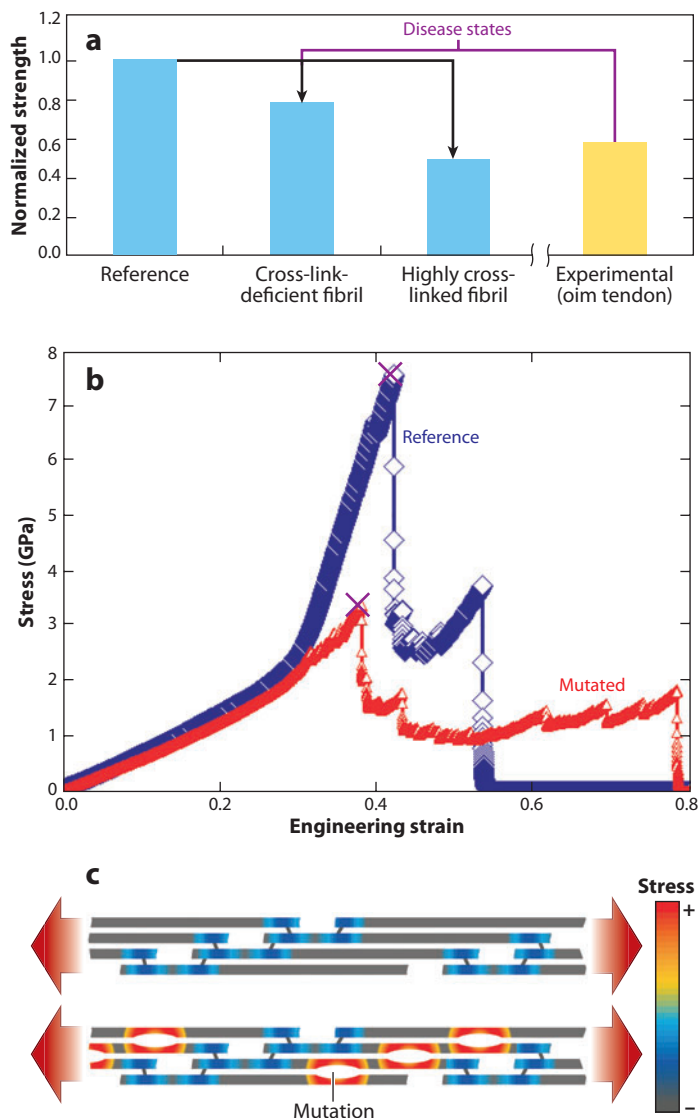 a
Disease states
Normalized strength
1.2
1.0
0.8
0.6
0.4
0.2
0.0
Reference
Cross-link-
deficient fibril
Highly cross-
linked fibril
Experimental
(oim tendon)
b
Reference
Mutated
Stress (GPa)
8
7
6
5
4
3
2
1
0
0.0
0.2
0.4
0.6
0.8
Engineering strain
c
Stress
+
–
Mutation